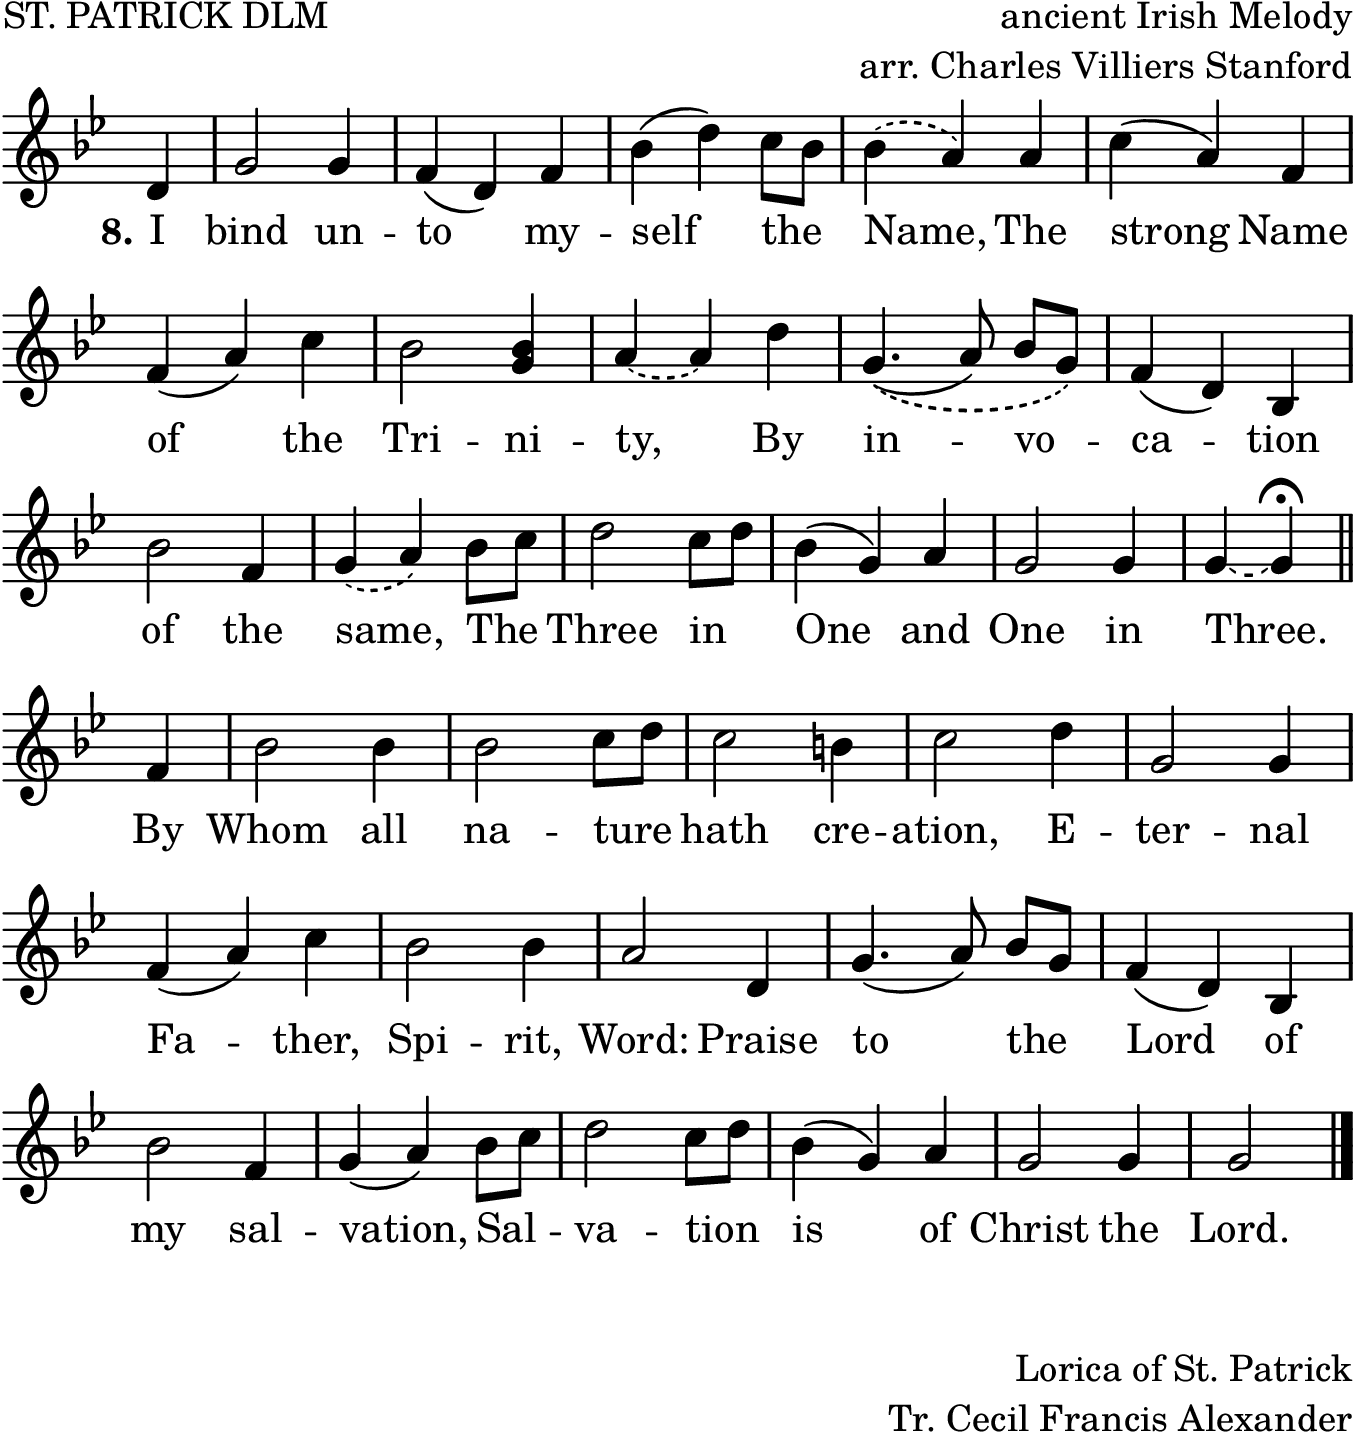 ST. PATRICK DLM
ancient Irish Melody
arr. Charles Villiers Stanford
8. I bind un - to my - self the Name, The strong Name
of the Tri - ni - ty, By in - vo - ca - tion
of the same, The Three in One and One in Three.
By Whom all na - ture hath cre - ation, E - ter - nal
Fa - ther, Spi - rit, Word: Praise to the Lord of
my sal - vation, Sal - va - tion is of Christ the Lord.
Lorica of St. Patrick
Tr. Cecil Francis Alexander